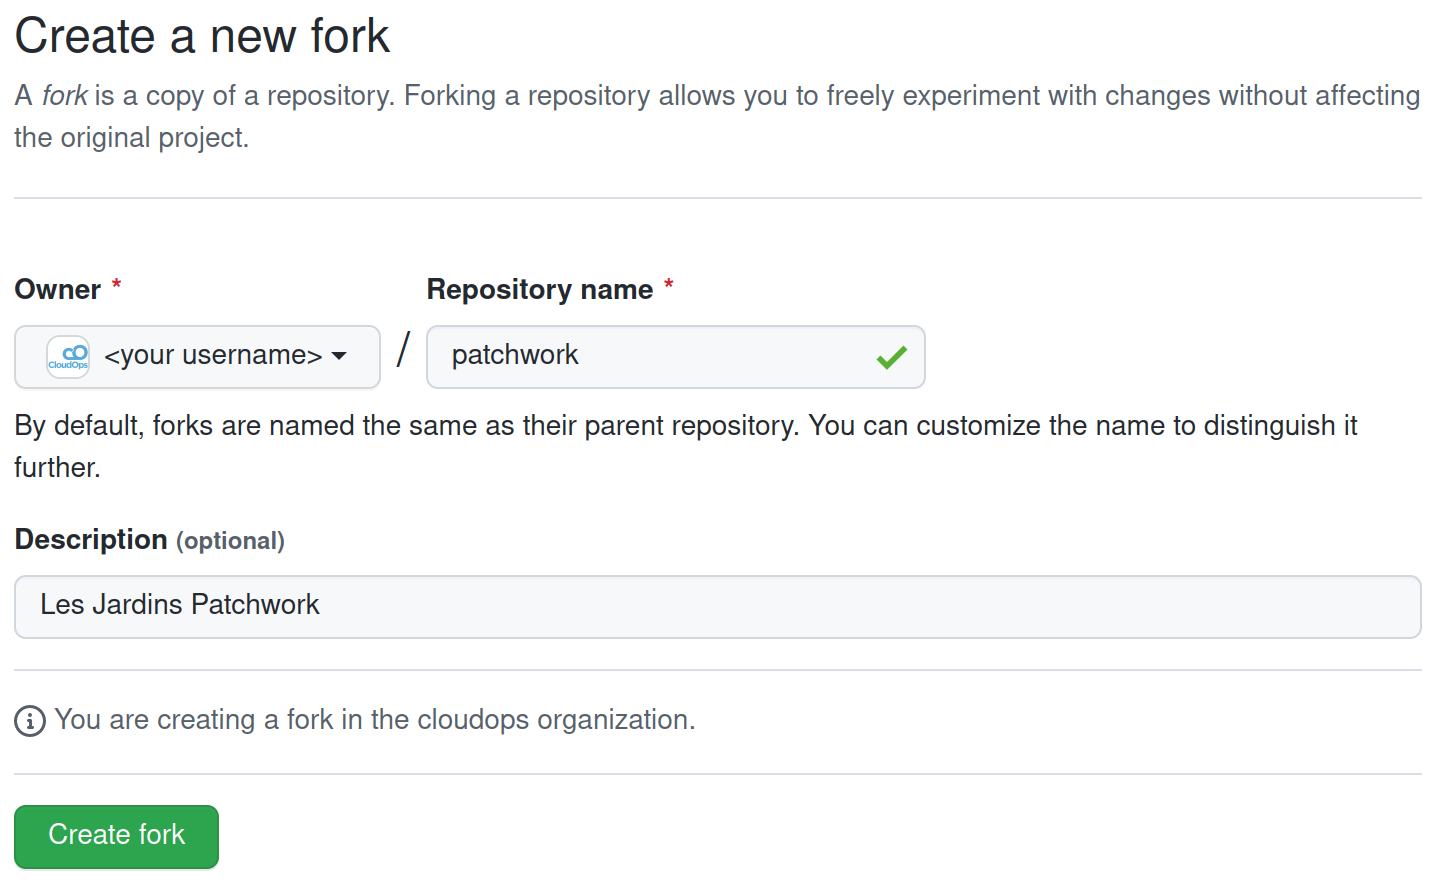 Create a new fork
A fork is a copy of a repository. Forking a repository allows you to freely experiment with changes without affecting
the original project.
Owner * Repository name *
CloudOps <your username> / patchwork
By default, forks are named the same as their parent repository. You can customize the name to distinguish it
further.
Description (optional)
Les Jardins Patchwork
You are creating a fork in the cloudops organization.
Create fork